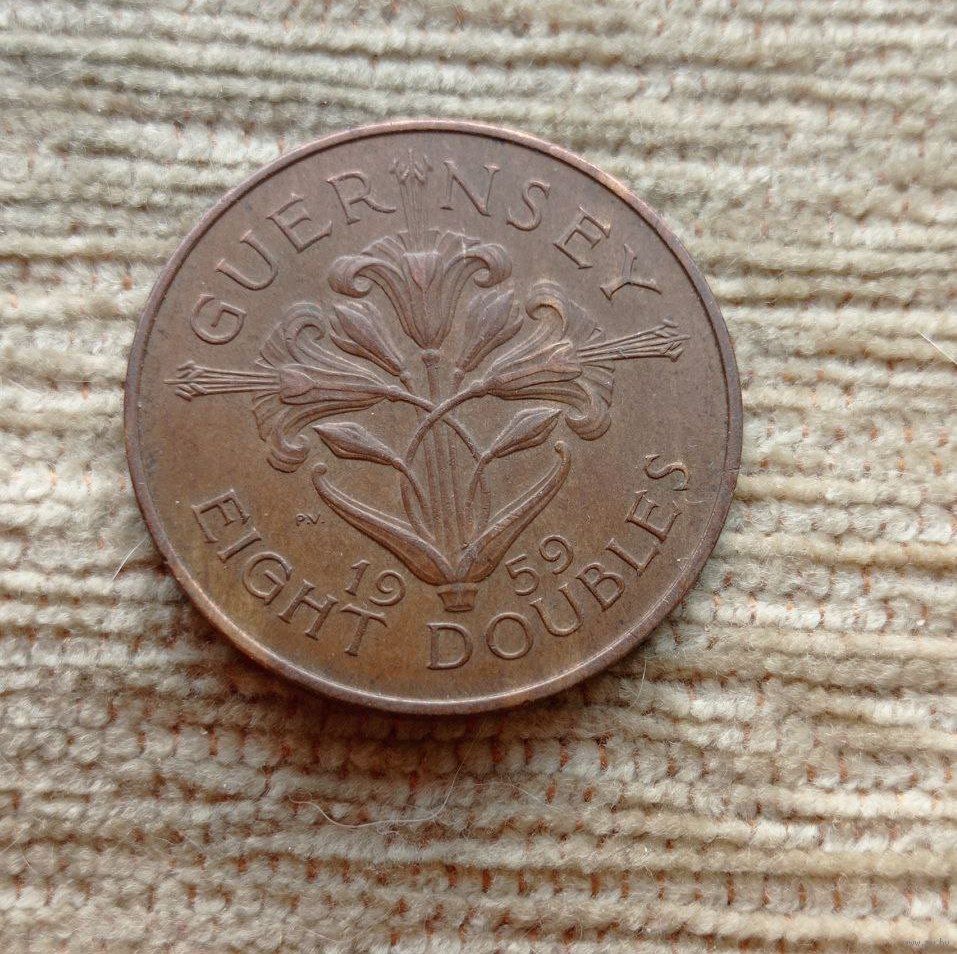 GUERNSEY
P.V.
19 59
EIGHT DOUBLES